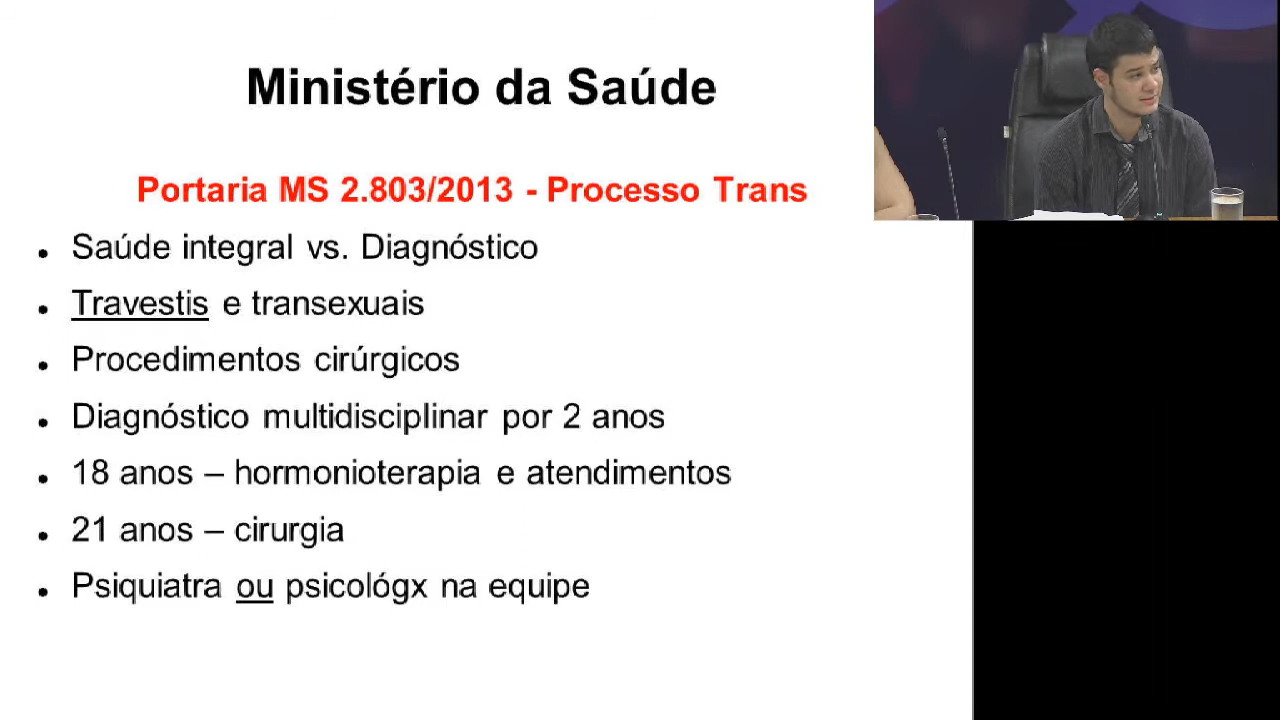 Ministério da Saúde
Portaria MS 2.803/2013 - Processo Trans
• Saúde integral vs. Diagnóstico
• Travestis e transexuais
• Procedimentos cirúrgicos
• Diagnóstico multidisciplinar por 2 anos
• 18 anos – hormonioterapia e atendimentos
• 21 anos – cirurgia
• Psiquiatra ou psicológx na equipe